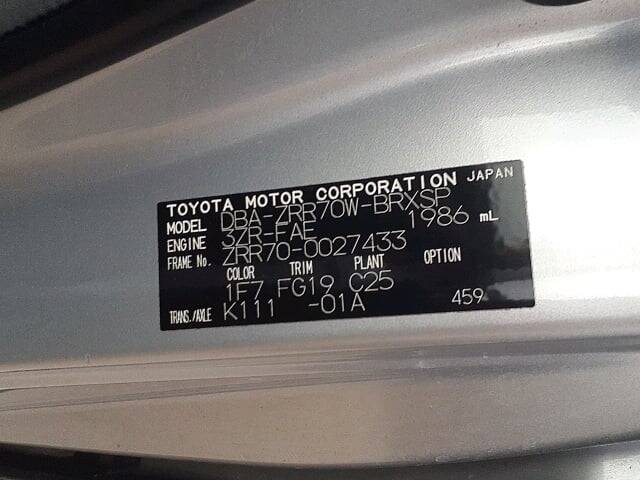 TOYOTA MOTOR CORPORATION JAPAN
MODEL DBA-ZRR70W-BRXSP
ENGINE 3ZR-FAE 1986 mL
FRAME No. ZRR70-0027433
COLOR TRIM PLANT OPTION
1F7 FG19 C25
TRANS./AXLE K111 -01A 459